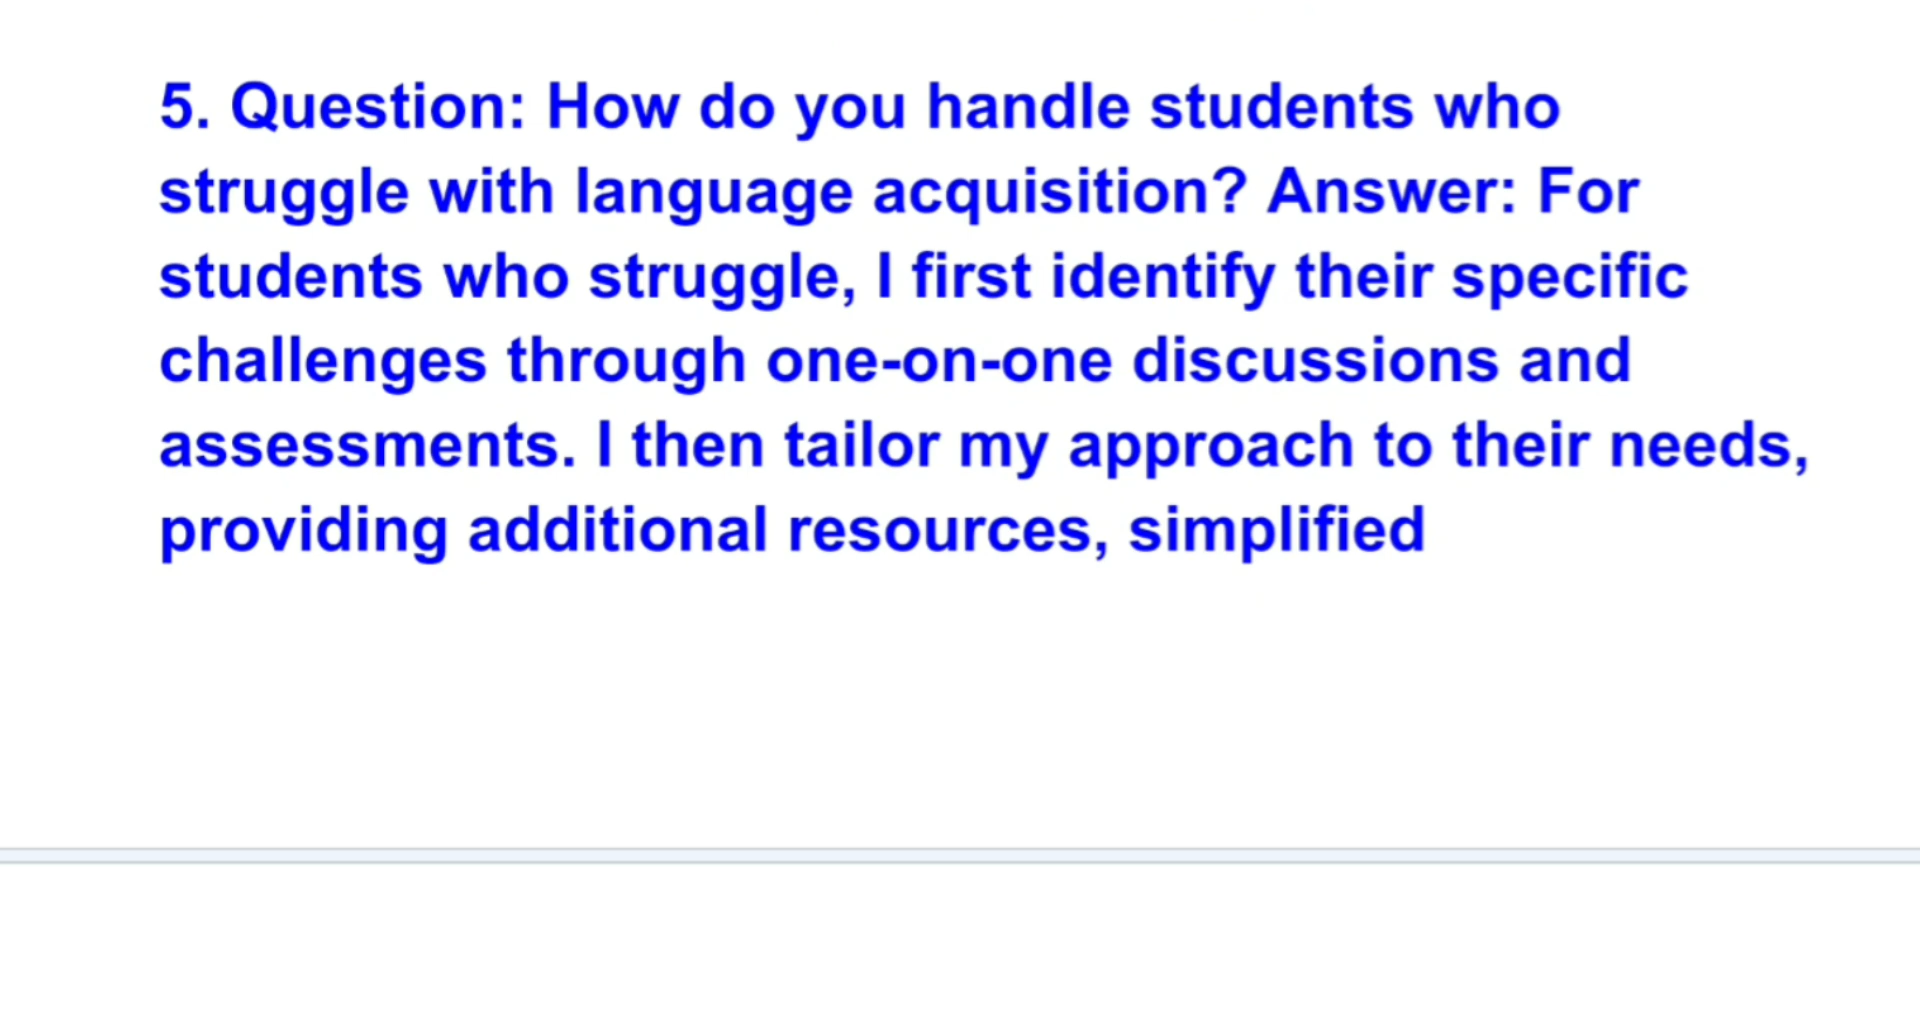 5. Question: How do you handle students who
struggle with language acquisition? Answer: For
students who struggle, I first identify their specific
challenges through one-on-one discussions and
assessments. I then tailor my approach to their needs,
providing additional resources, simplified